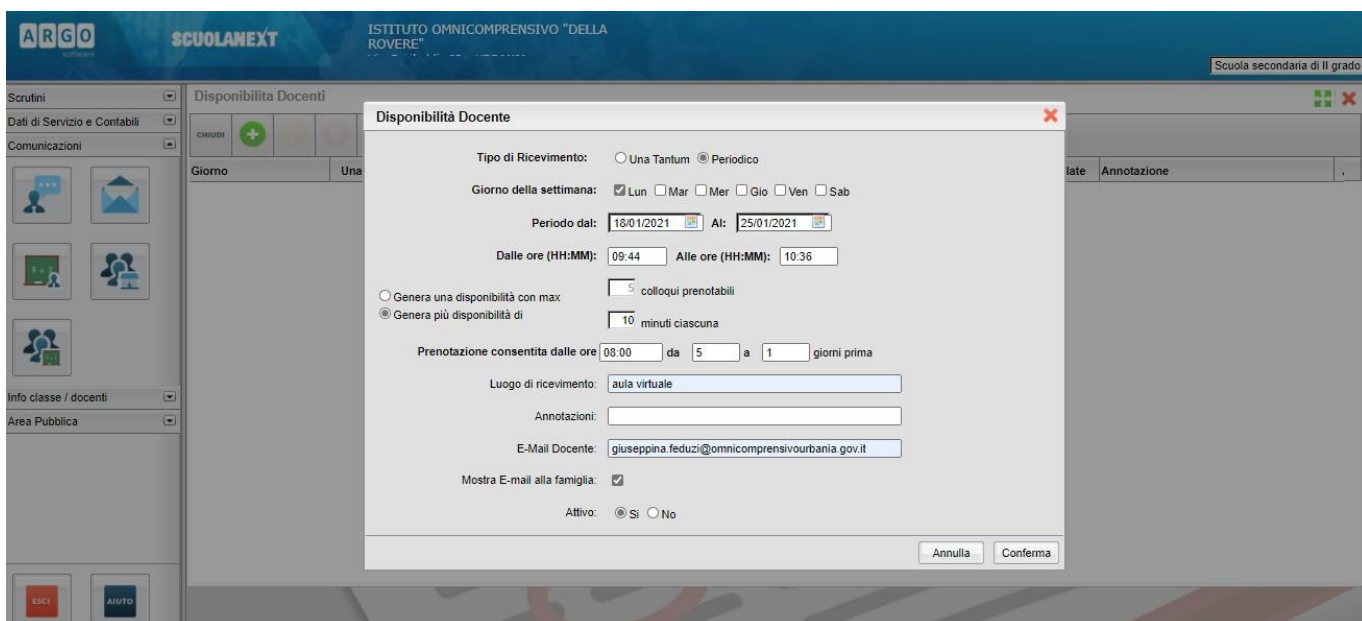 ARGO
software
SCUOLANEXT
ISTITUTO OMNICOMPRENSIVO "DELLA
ROVERE"
Scuola secondaria di II grado
Scrutini
Dati di Servizio e Contabili
Comunicazioni
Info classe / docenti
Area Pubblica
ESCI
AIUTO
Disponibilita Docenti
CHIUDI
Giorno
Una
late
Annotazione
Disponibilità Docente
Tipo di Ricevimento: Una Tantum Periodico
Giorno della settimana: Lun Mar Mer Gio Ven Sab
Periodo dal: 18/01/2021 Al: 25/01/2021
Dalle ore (HH:MM): 09:44 Alle ore (HH:MM): 10:36
Genera una disponibilità con max 5 colloqui prenotabili
Genera più disponibilità di 10 minuti ciascuna
Prenotazione consentita dalle ore 08:00 da 5 a 1 giorni prima
Luogo di ricevimento: aula virtuale
Annotazioni:
E-Mail Docente: giuseppina.feduzi@omnicomprensivourbania.gov.it
Mostra E-mail alla famiglia:
Attivo: Si No
Annulla Conferma